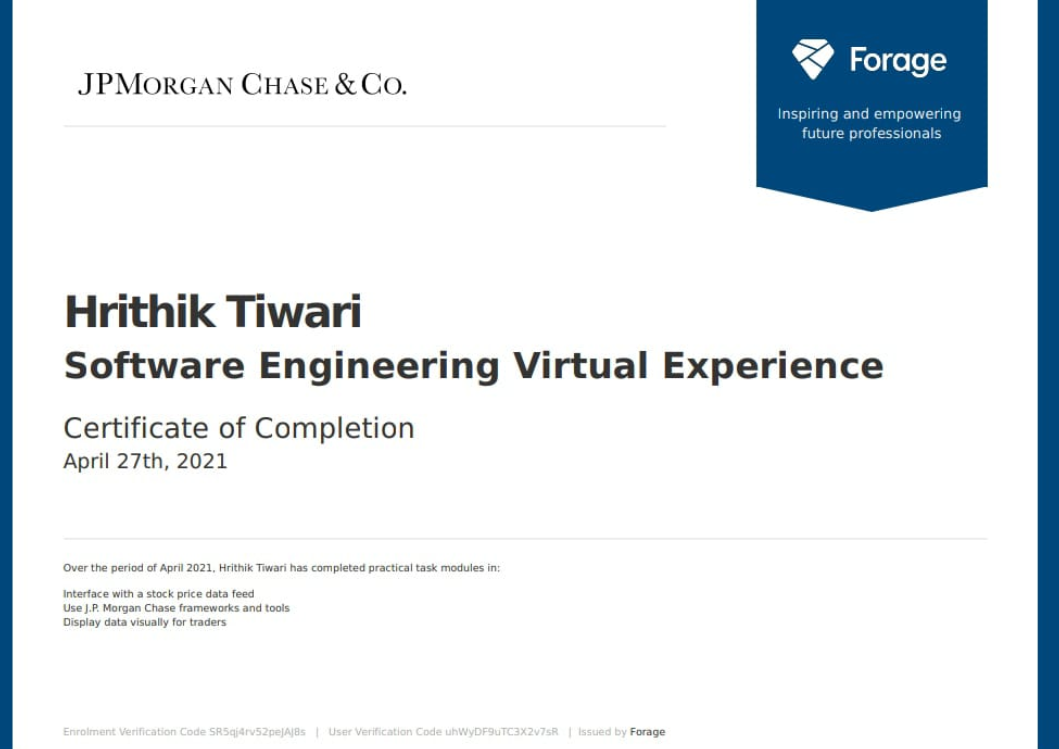 JPMORGAN CHASE & CO.
Forage
Inspiring and empowering
future professionals
Hrithik Tiwari
Software Engineering Virtual Experience
Certificate of Completion
April 27th, 2021
Over the period of April 2021, Hrithik Tiwari has completed practical task modules in:
Interface with a stock price data feed
Use J.P. Morgan Chase frameworks and tools
Display data visually for traders
Enrolment Verification Code SR5qj4rv52peJAJ8s | User Verification Code uhWyDF9uTC3X2v7sR | Issued by Forage